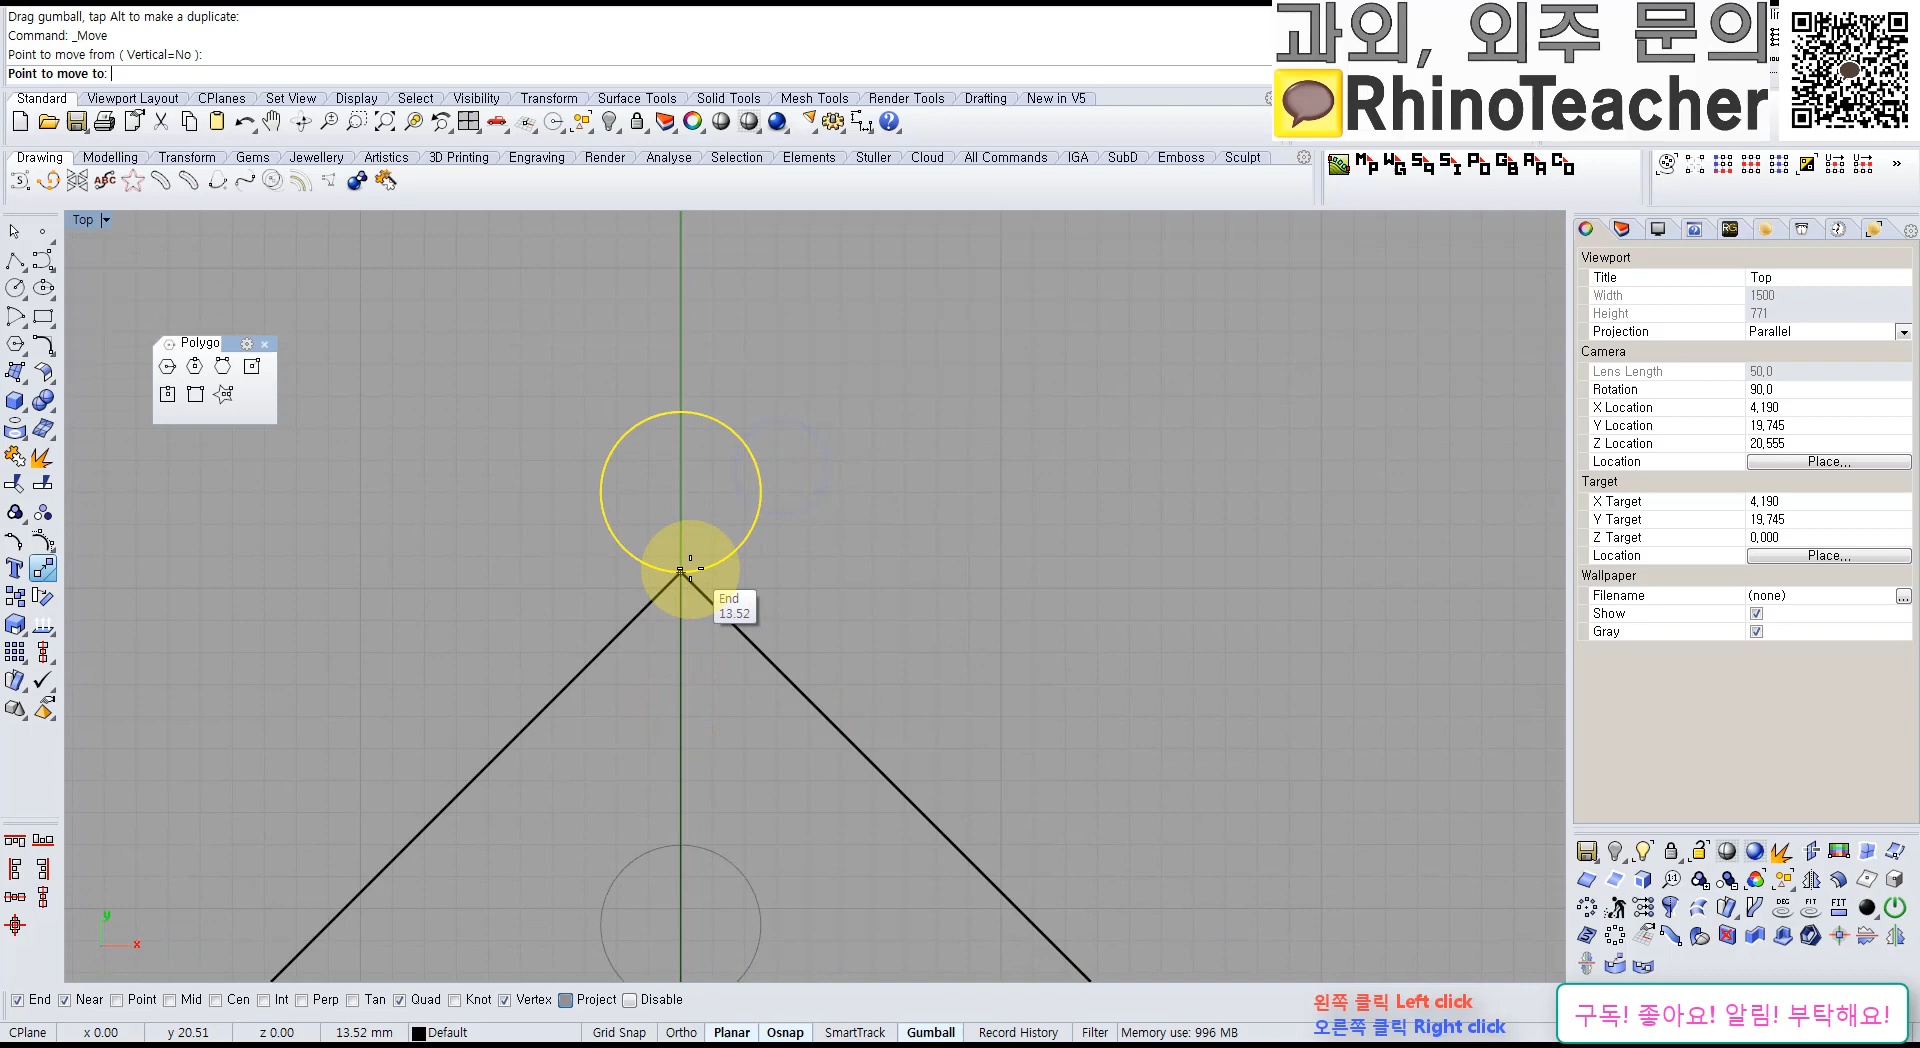 Drag gumball, tap Alt to make a duplicate:
Command: _Move
Point to move from ( Vertical=No ):
Point to move to:
과외, 외주 문의
RhinoTeacher
Standard Viewport Layout CPlanes Set View Display Select Visibility Transform Surface Tools Solid Tools Mesh Tools Render Tools Drafting New in V5
Drawing Modelling Transform Gems Jewellery Artistics 3D Printing Engraving Render Analyse Selection Elements Stuller Cloud All Commands IGA SubD Emboss Sculpt
Top
Polygo
End
13.52
y
x
Viewport
Title Top
Width 1500
Height 771
Projection Parallel
Camera
Lens Length 50,0
Rotation 90,0
X Location 4,190
Y Location 19,745
Z Location 20,555
Location Place...
Target
X Target 4,190
Y Target 19,745
Z Target 0,000
Location Place...
Wallpaper
Filename (none) ...
Show
Gray
End Near Point Mid Cen Int Perp Tan Quad Knot Vertex Project Disable
왼쪽 클릭 Left click
오른쪽 클릭 Right click
구독! 좋아요! 알림! 부탁해요!
CPlane x 0.00 y 20.51 z 0.00 13.52 mm Default Grid Snap Ortho Planar Osnap SmartTrack Gumball Record History Filter Memory use: 996 MB